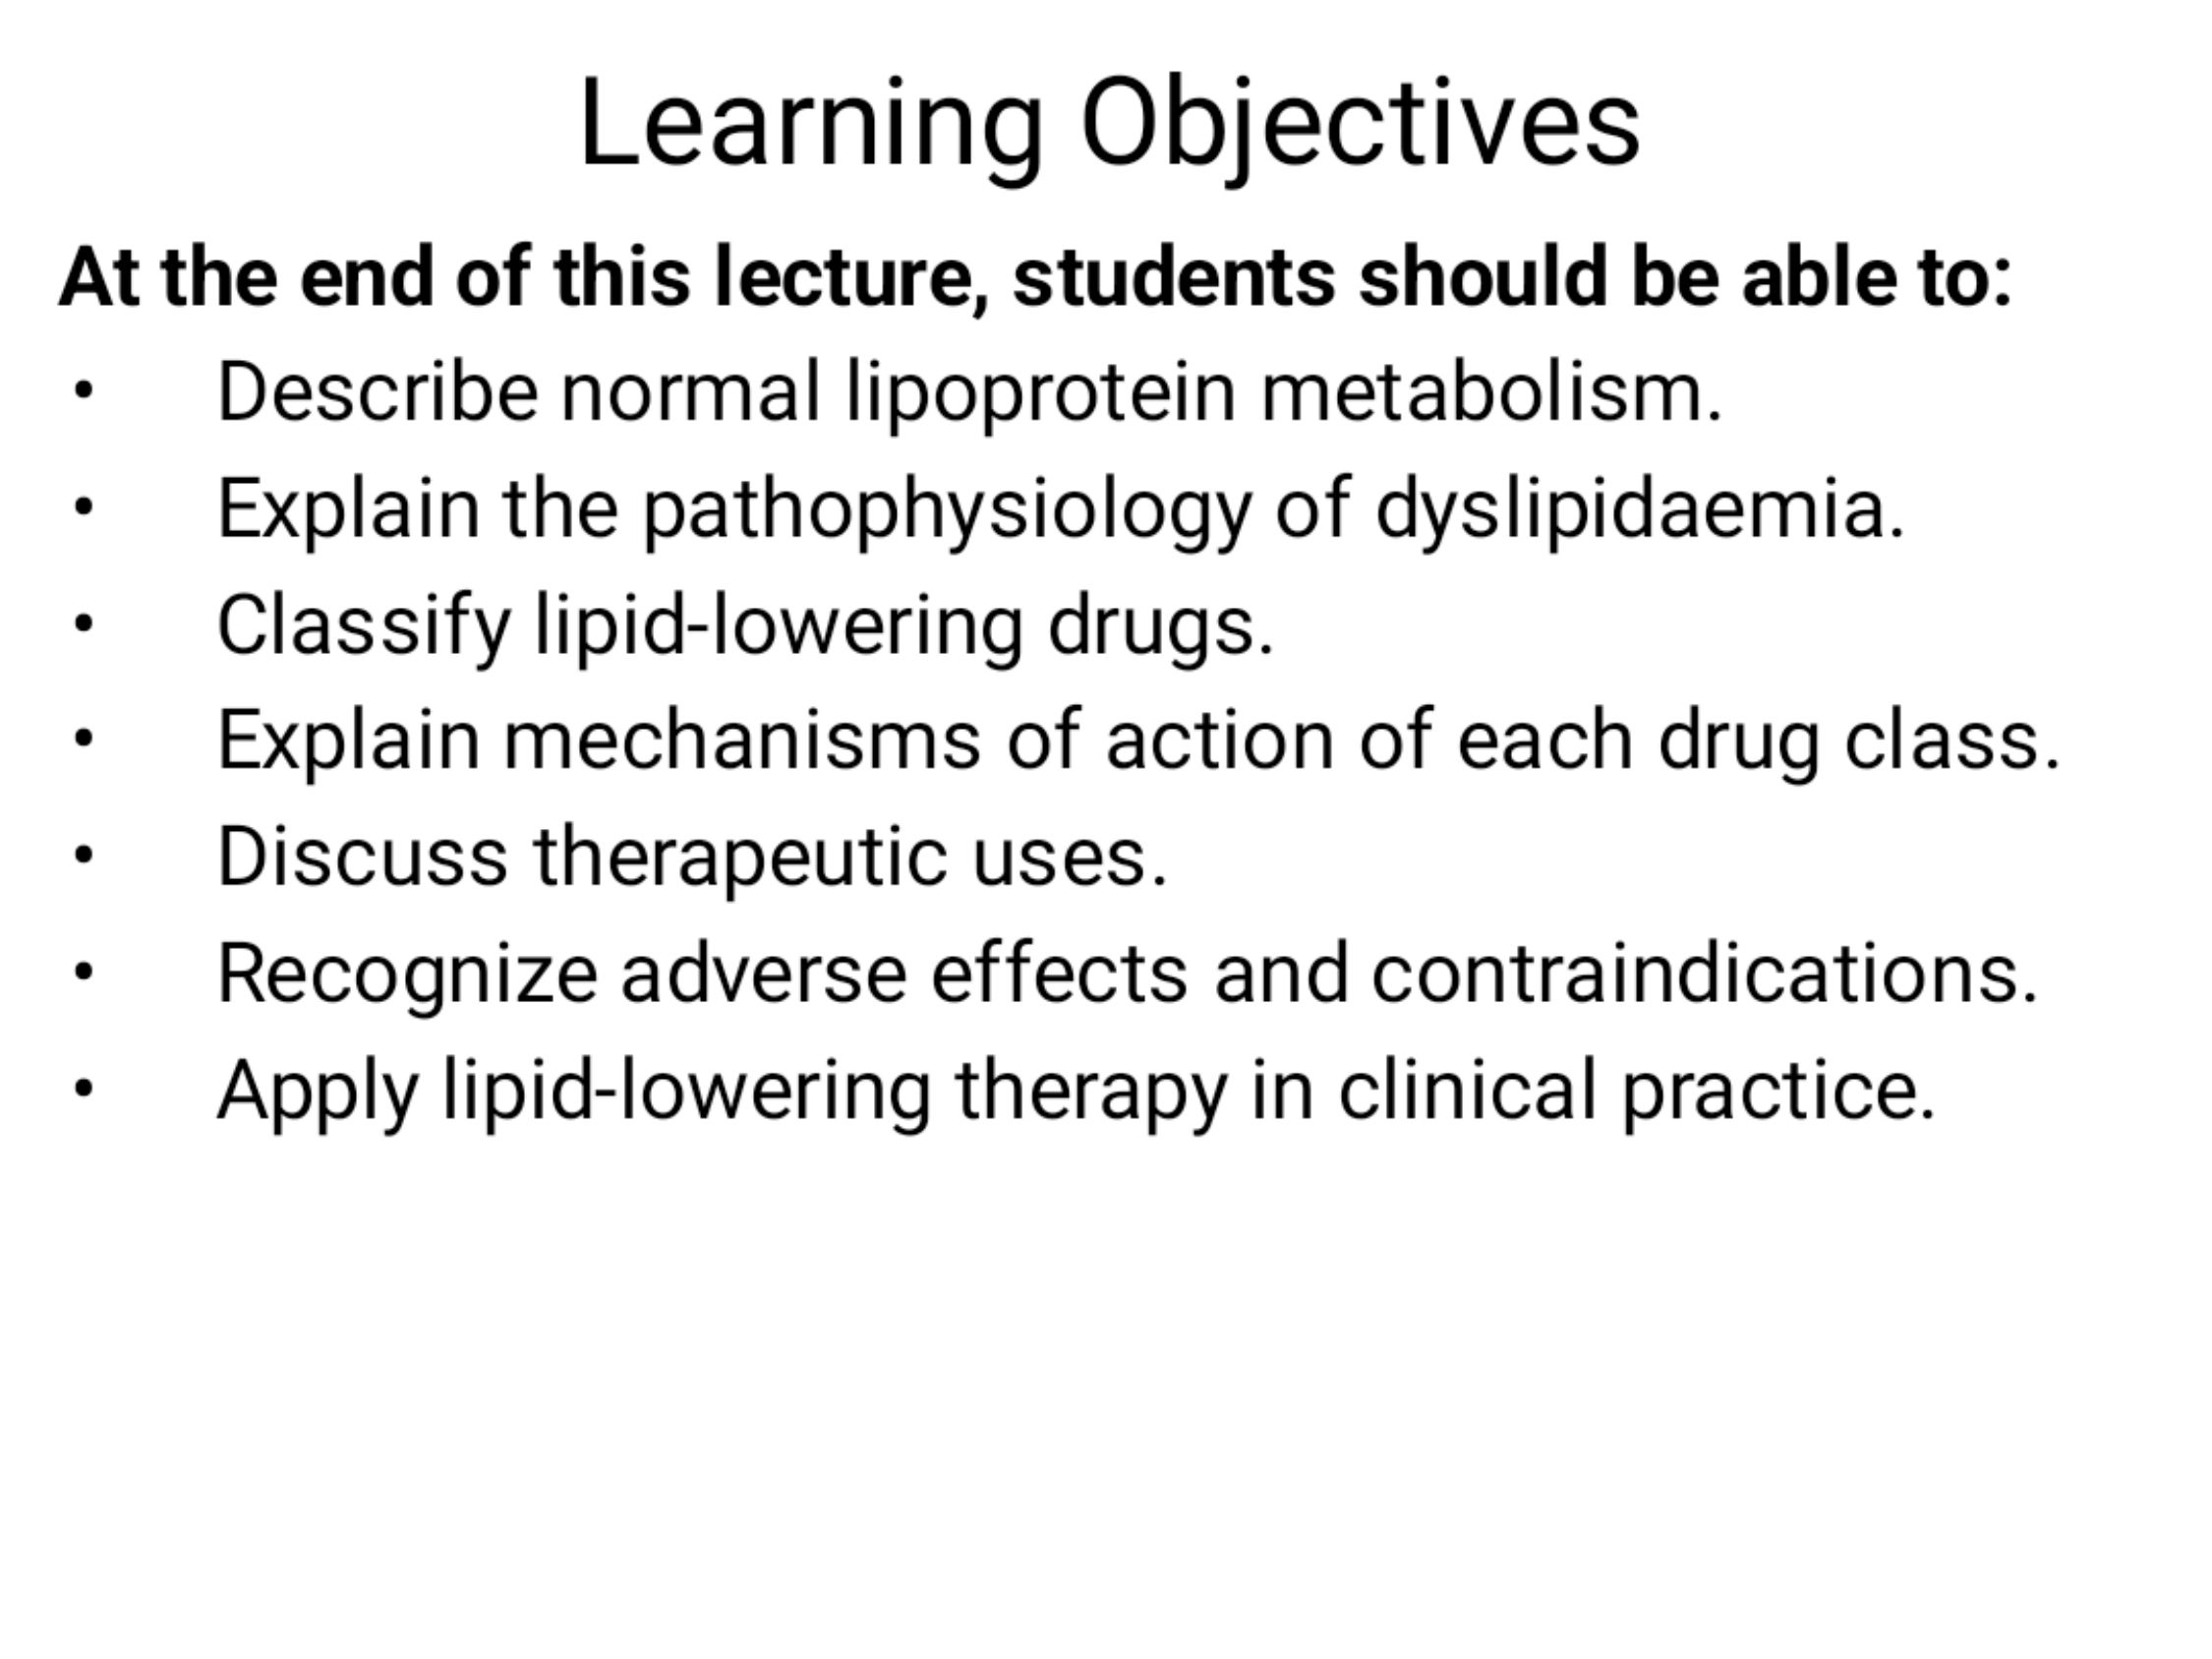 Learning Objectives
At the end of this lecture, students should be able to:
• Describe normal lipoprotein metabolism.
• Explain the pathophysiology of dyslipidaemia.
• Classify lipid-lowering drugs.
• Explain mechanisms of action of each drug class.
• Discuss therapeutic uses.
• Recognize adverse effects and contraindications.
• Apply lipid-lowering therapy in clinical practice.